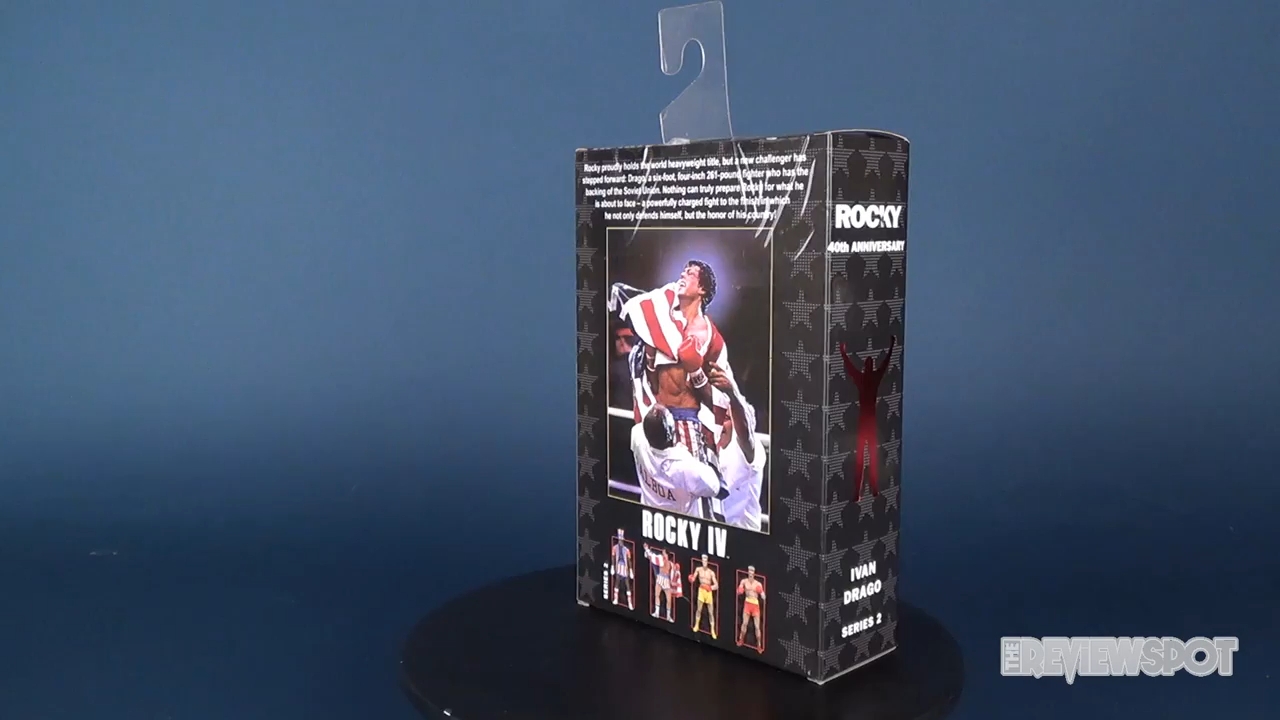 Rocky proudly holds the world heavyweight title, but a new challenger has
stepped forward: Drago, a six-foot, four-inch 261-pound fighter who has the
backing of the Soviet Union. Nothing can truly prepare Rocky for what he
is about to face – a powerfully charged fight to the finish in which
he not only defends himself, but the honor of his country!
ROCKY
40th ANNIVERSARY
LBOA
ROCKY IV
SERIES 2
IVAN
DRAGO
SERIES 2
THE REVIEWSPOT